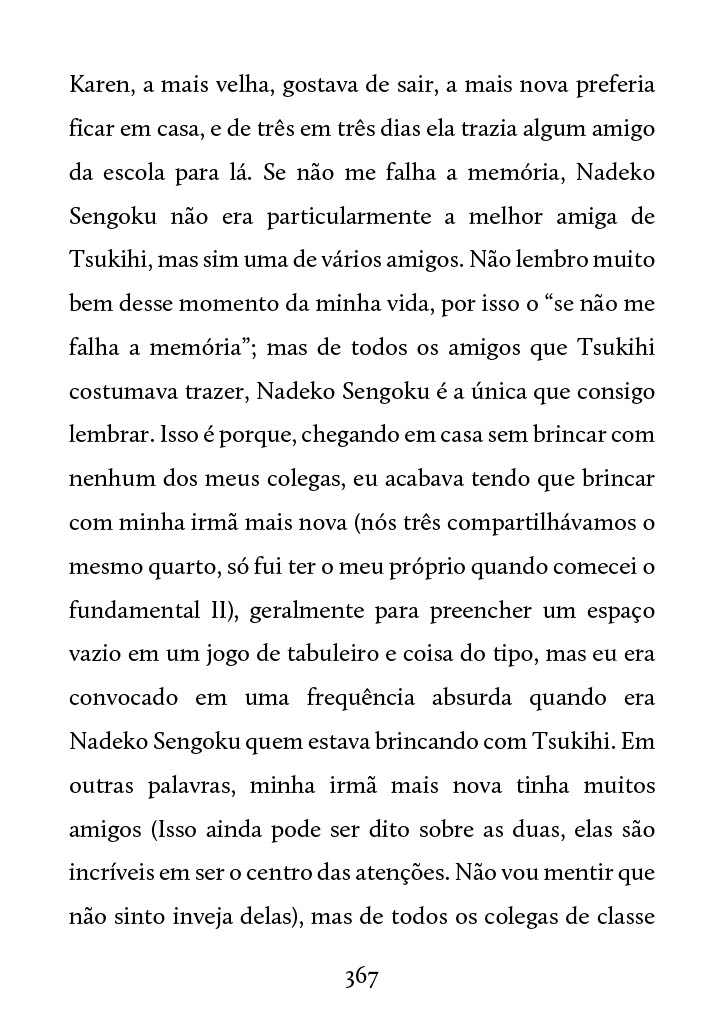 Karen, a mais velha, gostava de sair, a mais nova preferia
ficar em casa, e de três em três dias ela trazia algum amigo
da escola para lá. Se não me falha a memória, Nadeko
Sengoku não era particularmente a melhor amiga de
Tsukihi, mas sim uma de vários amigos. Não lembro muito
bem desse momento da minha vida, por isso o “se não me
falha a memória”; mas de todos os amigos que Tsukihi
costumava trazer, Nadeko Sengoku é a única que consigo
lembrar. Isso é porque, chegando em casa sem brincar com
nenhum dos meus colegas, eu acabava tendo que brincar
com minha irmã mais nova (nós três compartilhávamos o
mesmo quarto, só fui ter o meu próprio quando comecei o
fundamental II), geralmente para preencher um espaço
vazio em um jogo de tabuleiro e coisa do tipo, mas eu era
convocado em uma frequência absurda quando era
Nadeko Sengoku quem estava brincando com Tsukihi. Em
outras palavras, minha irmã mais nova tinha muitos
amigos (Isso ainda pode ser dito sobre as duas, elas são
incríveis em ser o centro das atenções. Não vou mentir que
não sinto inveja delas), mas de todos os colegas de classe
367